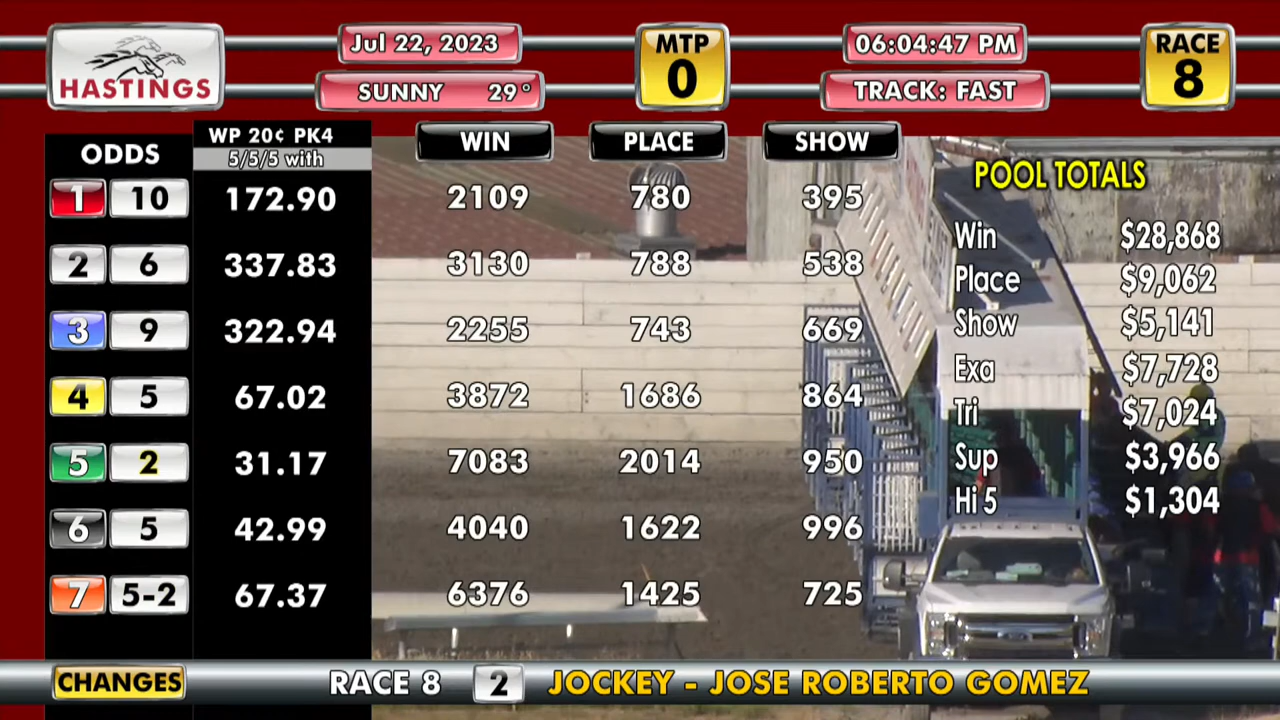 HASTINGS
Jul 22, 2023
SUNNY 29°
MTP
0
06:04:47 PM
TRACK: FAST
RACE
8
ODDS
WP 20¢ PK4
5/5/5 with
WIN
PLACE
SHOW
1 10 172.90 2109 780 395
2 6 337.83 3130 788 538
3 9 322.94 2255 743 669
4 5 67.02 3872 1686 864
5 2 31.17 7083 2014 950
6 5 42.99 4040 1622 996
7 5-2 67.37 6376 1425 725
POOL TOTALS
Win $28,868
Place $9,062
Show $5,141
Exa $7,728
Tri $7,024
Sup $3,966
Hi 5 $1,304
CHANGES RACE 8 2 JOCKEY - JOSE ROBERTO GOMEZ